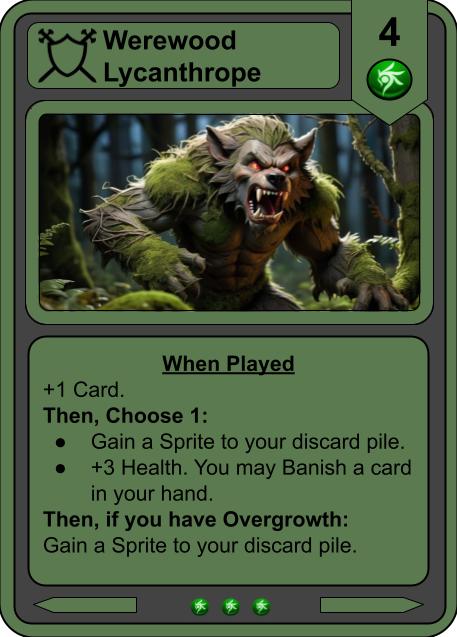 Werewood
Lycanthrope
4
When Played
+1 Card.
Then, Choose 1:
● Gain a Sprite to your discard pile.
● +3 Health. You may Banish a card
in your hand.
Then, if you have Overgrowth:
Gain a Sprite to your discard pile.